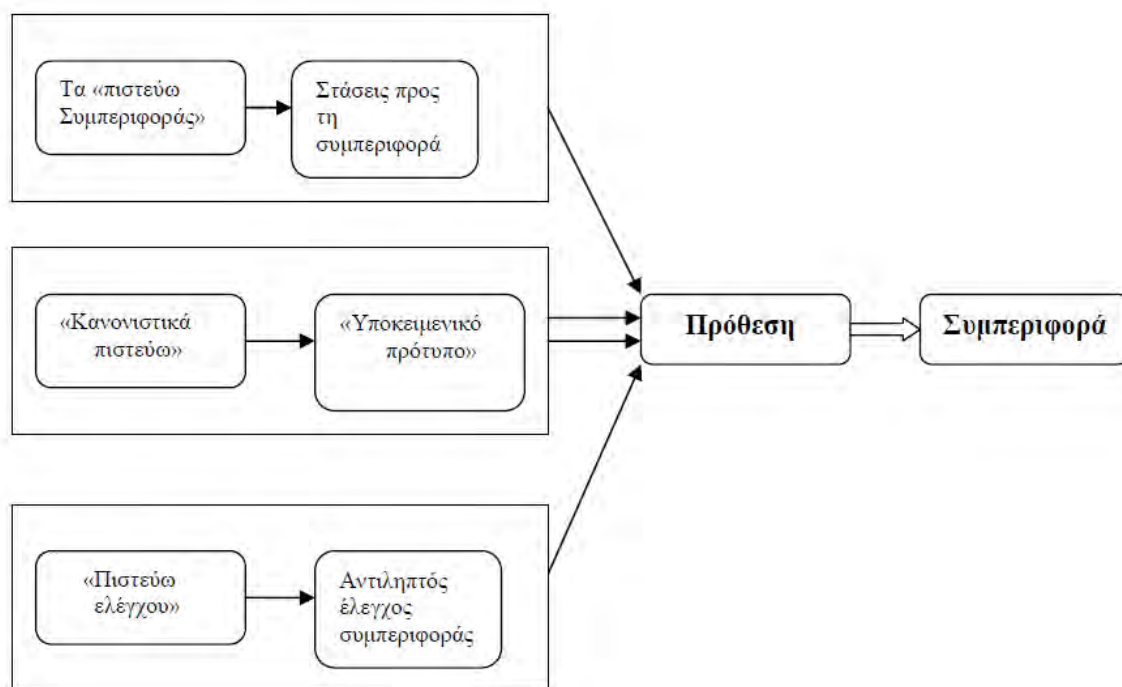 Τα «πιστεύω
Συμπεριφοράς»
Στάσεις προς
τη
συμπεριφορά
«Κανονιστικά
πιστεύω»
«Υποκειμενικό
πρότυπο»
Πρόθεση
Συμπεριφορά
«Πιστεύω
ελέγχου»
Αντιληπτός
έλεγχος
συμπεριφοράς